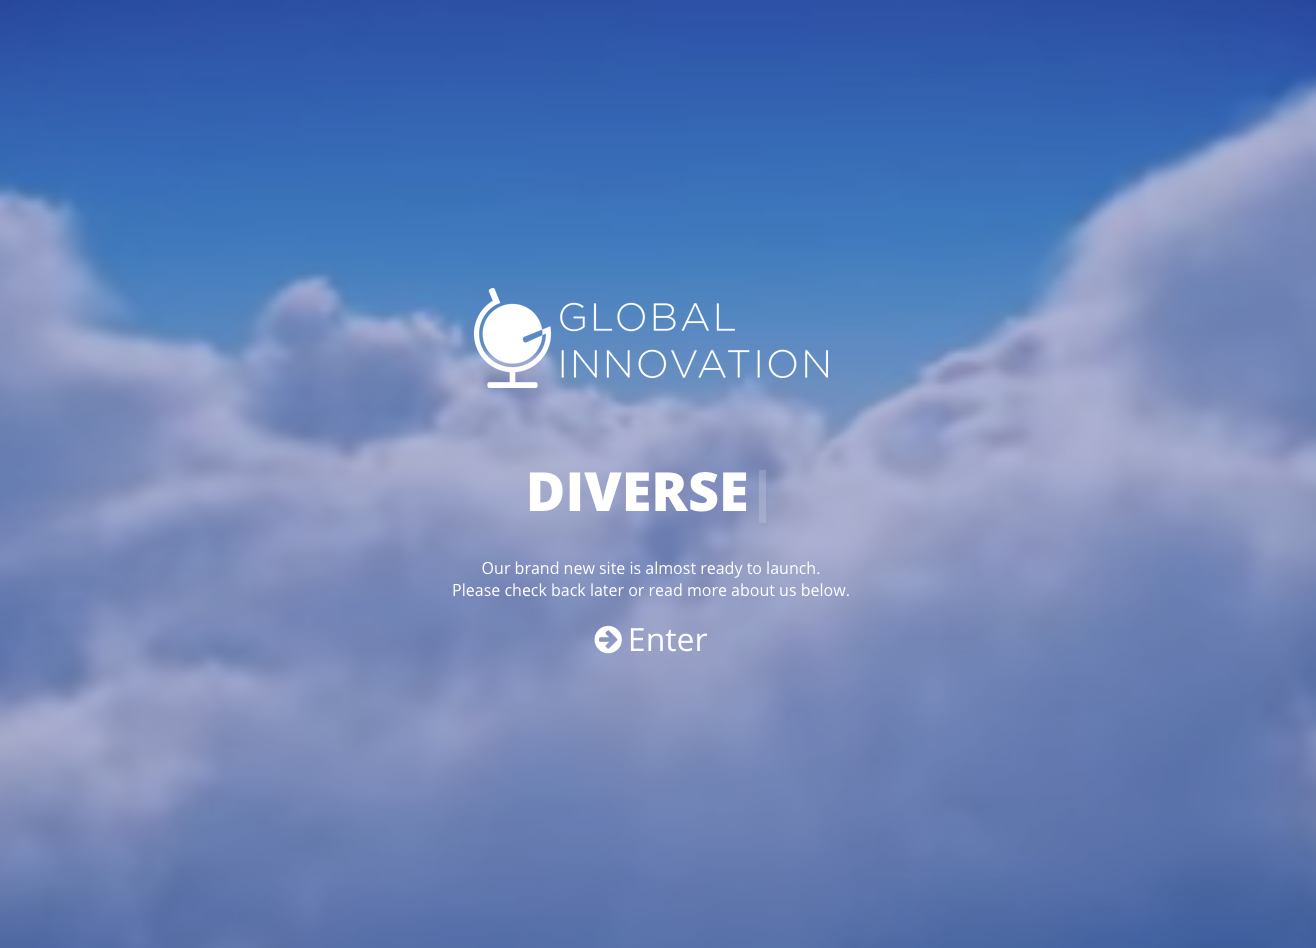 GLOBAL
INNOVATION
DIVERSE
Our brand new site is almost ready to launch.
Please check back later or read more about us below.
Enter